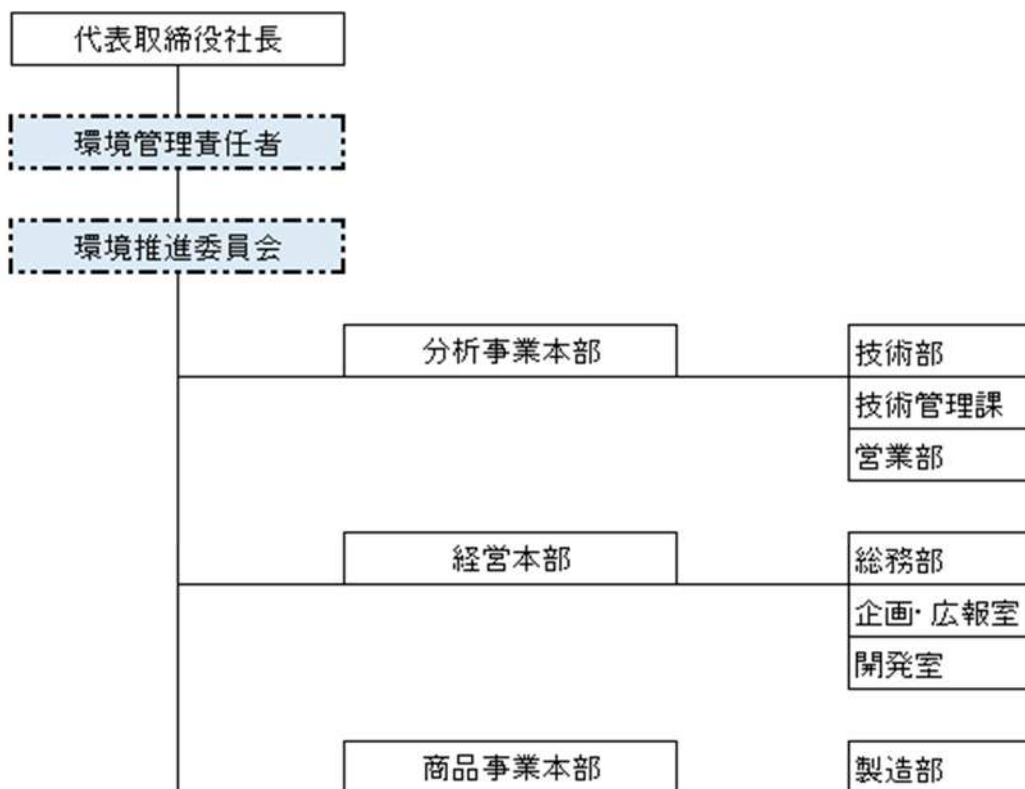 代表取締役社長
環境管理責任者
環境推進委員会
分析事業本部
技術部
技術管理課
営業部
経営本部
総務部
企画・広報室
開発室
商品事業本部
製造部